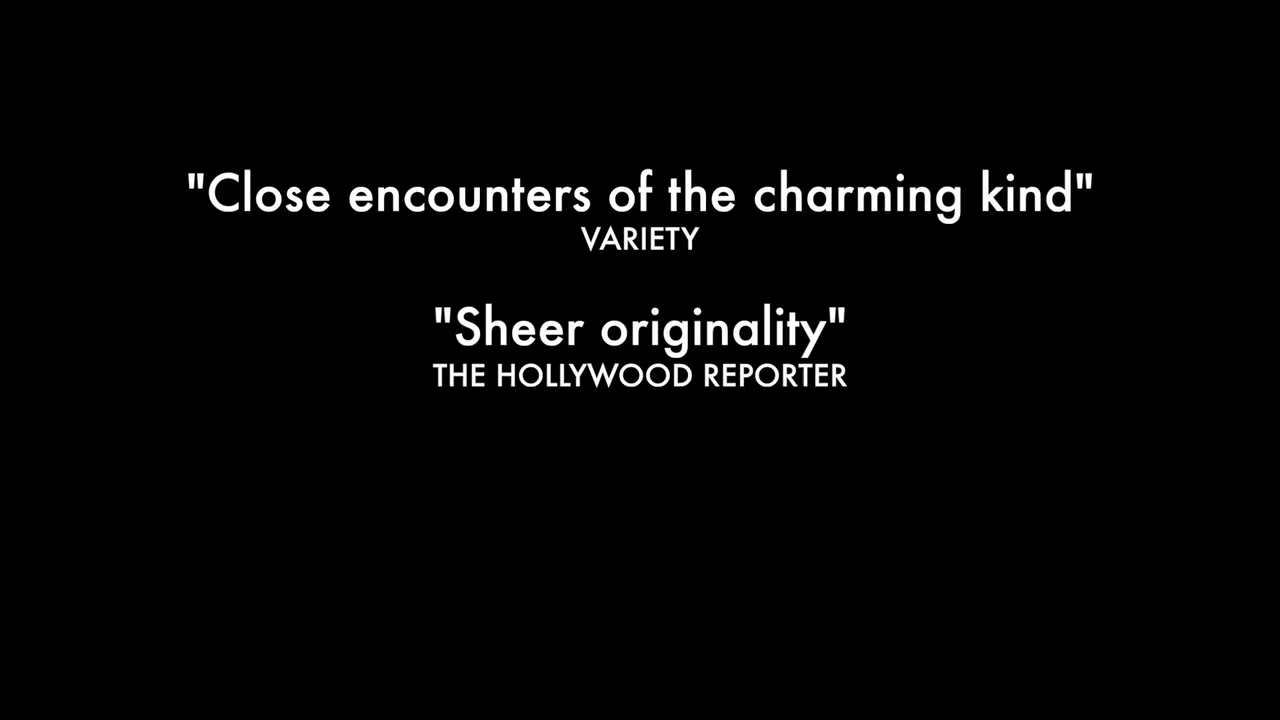 "Close encounters of the charming kind"
VARIETY
"Sheer originality"
THE HOLLYWOOD REPORTER